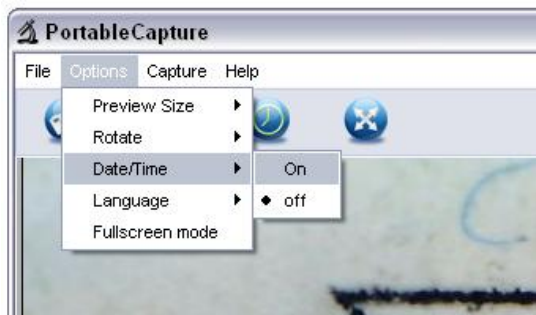 PortableCapture
File Options Capture Help
Preview Size
Rotate
Date/Time
On
Language
off
Fullscreen mode